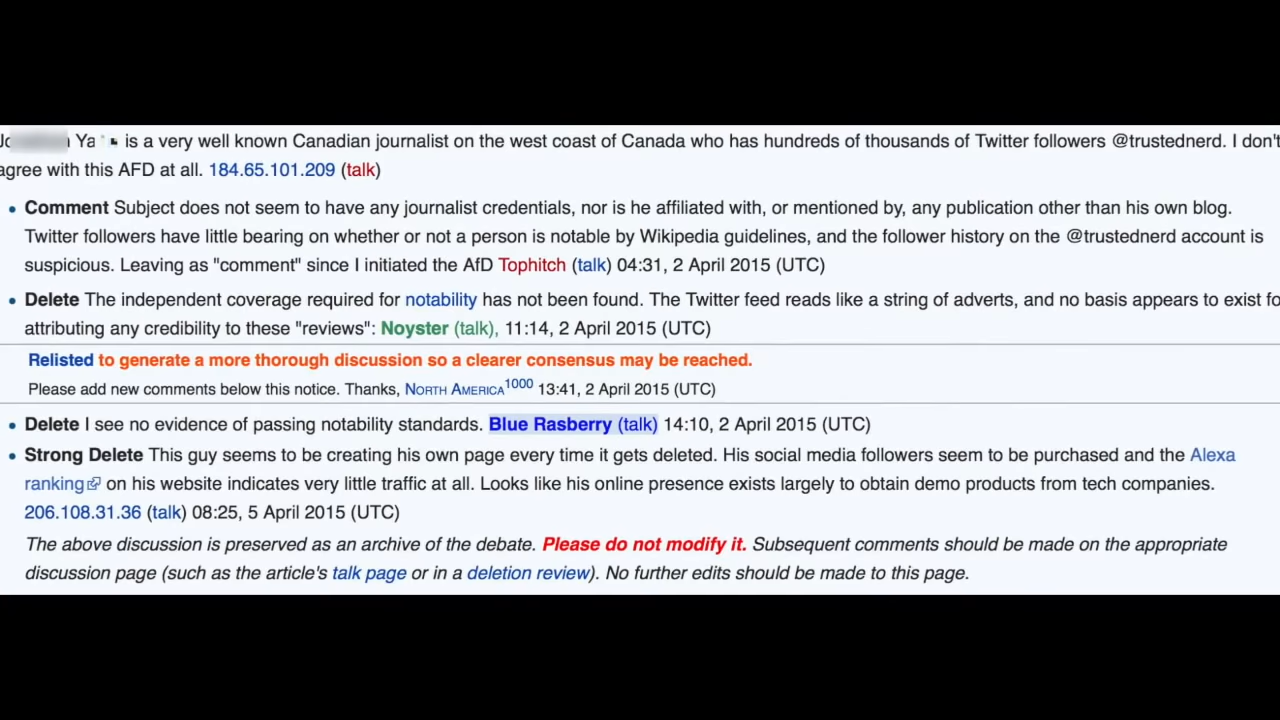 Ya is a very well known Canadian journalist on the west coast of Canada who has hundreds of thousands of Twitter followers @trustednerd. I don't
agree with this AFD at all. 184.65.101.209 (talk)
• Comment Subject does not seem to have any journalist credentials, nor is he affiliated with, or mentioned by, any publication other than his own blog.
Twitter followers have little bearing on whether or not a person is notable by Wikipedia guidelines, and the follower history on the @trustednerd account is
suspicious. Leaving as "comment" since I initiated the AfD Tophitch (talk) 04:31, 2 April 2015 (UTC)
• Delete The independent coverage required for notability has not been found. The Twitter feed reads like a string of adverts, and no basis appears to exist fo
attributing any credibility to these "reviews": Noyster (talk), 11:14, 2 April 2015 (UTC)
Relisted to generate a more thorough discussion so a clearer consensus may be reached.
Please add new comments below this notice. Thanks, NORTH AMERICA1000 13:41, 2 April 2015 (UTC)
• Delete I see no evidence of passing notability standards. Blue Rasberry (talk) 14:10, 2 April 2015 (UTC)
• Strong Delete This guy seems to be creating his own page every time it gets deleted. His social media followers seem to be purchased and the Alexa
ranking on his website indicates very little traffic at all. Looks like his online presence exists largely to obtain demo products from tech companies.
206.108.31.36 (talk) 08:25, 5 April 2015 (UTC)
The above discussion is preserved as an archive of the debate. Please do not modify it. Subsequent comments should be made on the appropriate
discussion page (such as the article's talk page or in a deletion review). No further edits should be made to this page.